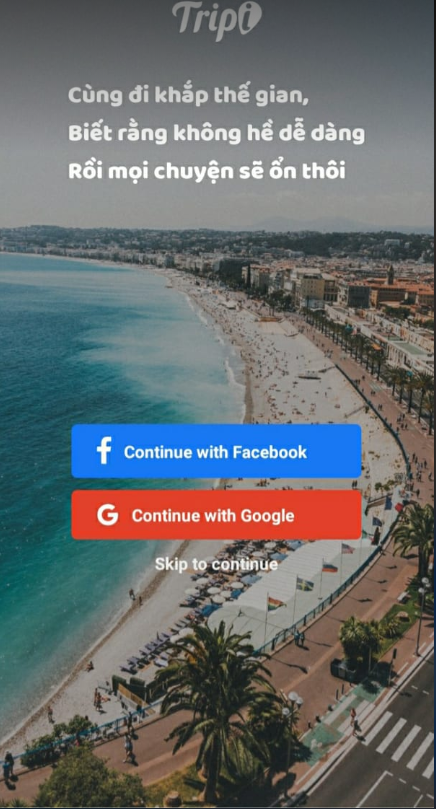 Tripi
Cùng đi khắp thế gian,
Biết rằng không hề dễ dàng
Rồi mọi chuyện sẽ ổn thôi
Continue with Facebook
Continue with Google
Skip to continue